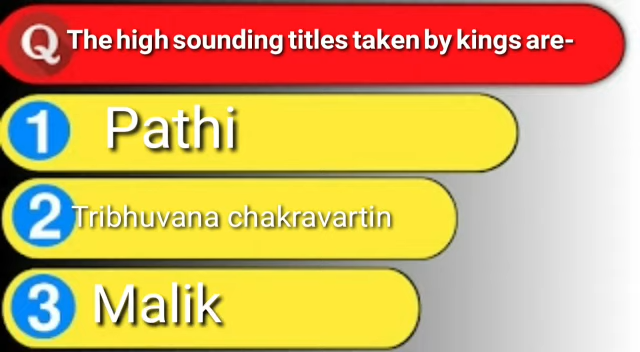 Q The high sounding titles taken by kings are-
1 Pathi
2 Tribhuvana chakravartin
3 Malik